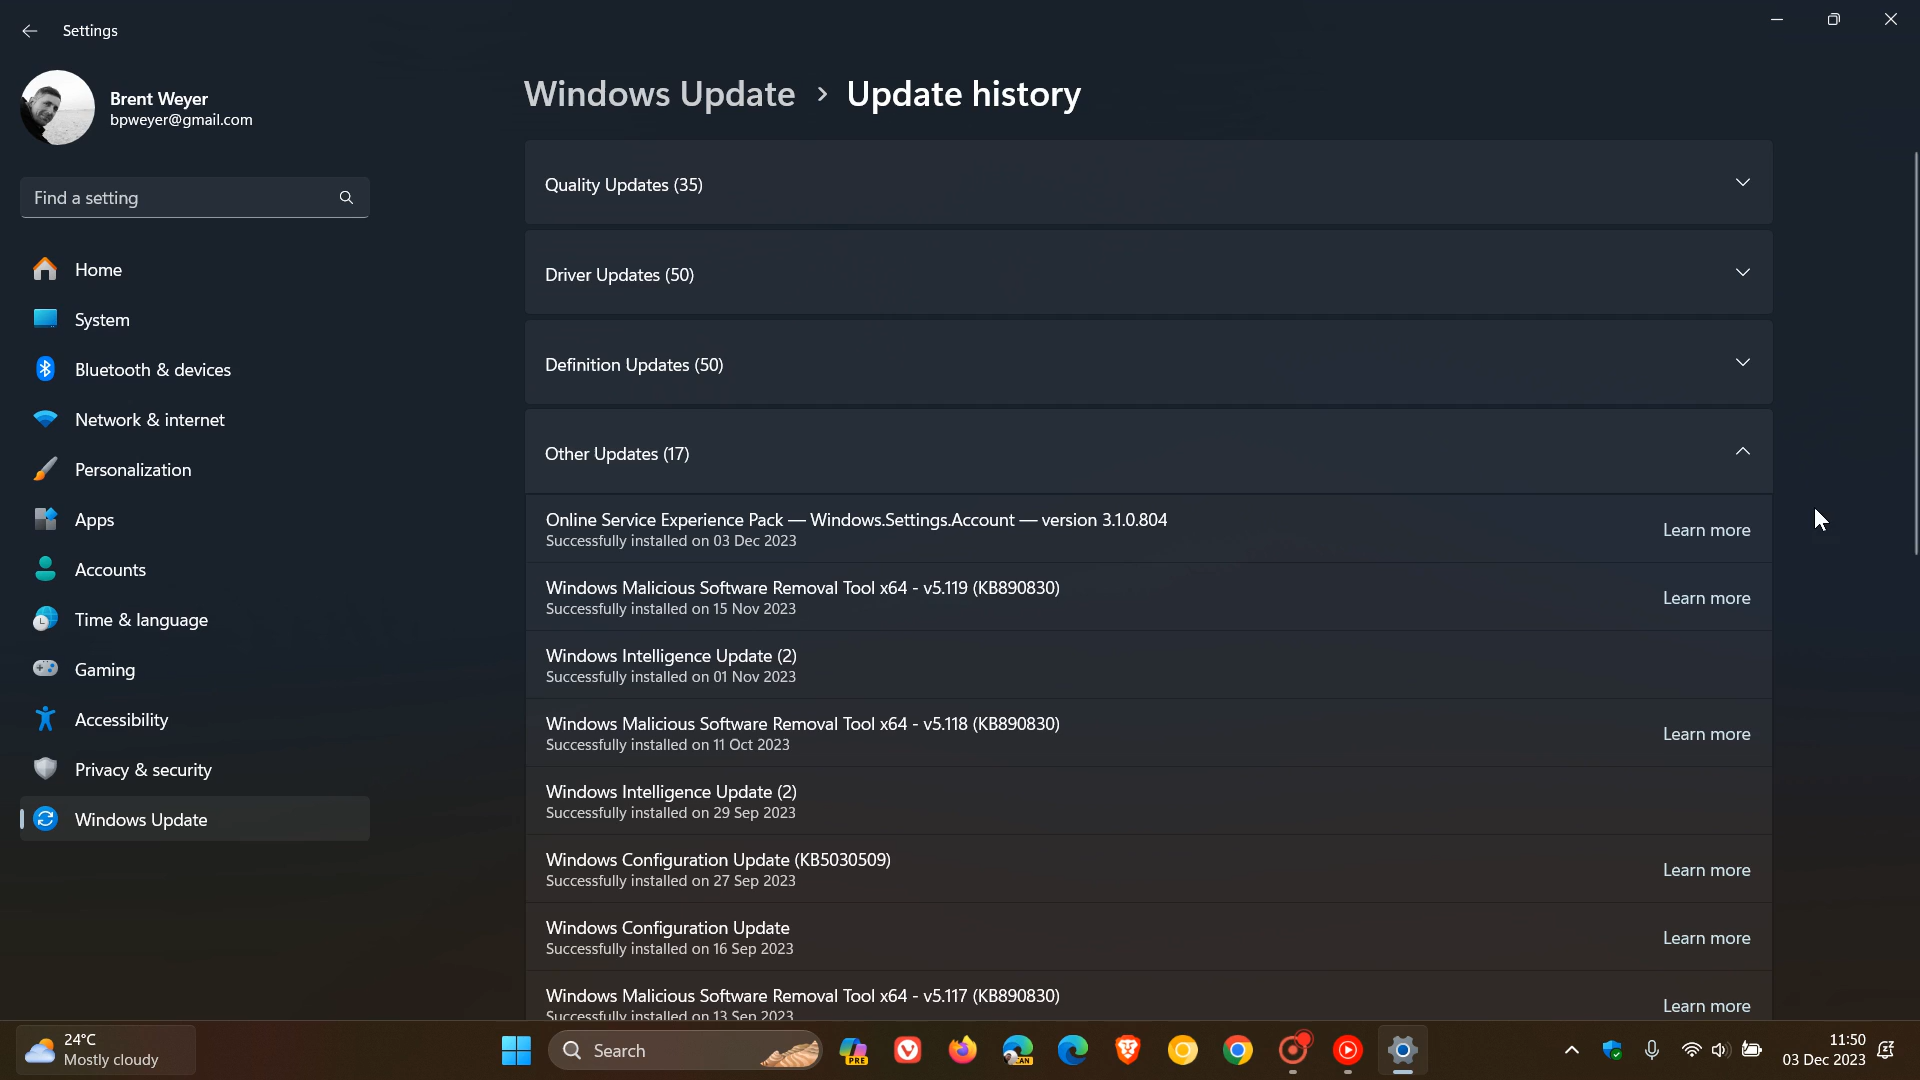 Settings
Brent Weyer
bpweyer@gmail.com
Find a setting
Home
System
Bluetooth & devices
Network & internet
Personalization
Apps
Accounts
Time & language
Gaming
Accessibility
Privacy & security
Windows Update
Windows Update › Update history
Quality Updates (35)
Driver Updates (50)
Definition Updates (50)
Other Updates (17)
Online Service Experience Pack — Windows.Settings.Account — version 3.1.0.804
Successfully installed on 03 Dec 2023
Learn more
Windows Malicious Software Removal Tool x64 - v5.119 (KB890830)
Successfully installed on 15 Nov 2023
Learn more
Windows Intelligence Update (2)
Successfully installed on 01 Nov 2023
Windows Malicious Software Removal Tool x64 - v5.118 (KB890830)
Successfully installed on 11 Oct 2023
Learn more
Windows Intelligence Update (2)
Successfully installed on 29 Sep 2023
Windows Configuration Update (KB5030509)
Successfully installed on 27 Sep 2023
Learn more
Windows Configuration Update
Successfully installed on 16 Sep 2023
Learn more
Windows Malicious Software Removal Tool x64 - v5.117 (KB890830)
Successfully installed on 13 Sep 2023
Learn more
24°C
Mostly cloudy
Search
PRE
CAN
11:50
03 Dec 2023